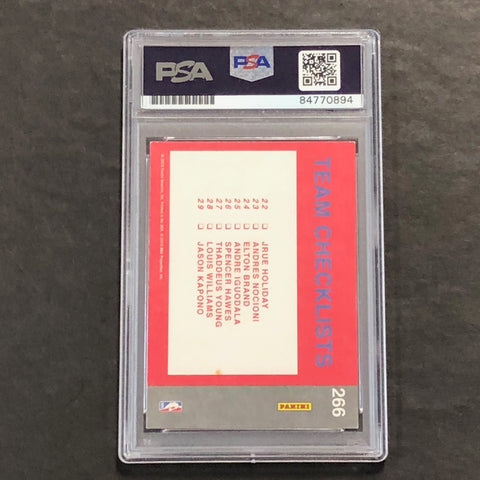 PSA
PSA
84770894
TEAM CHECKLISTS
266
22 JRUE HOLIDAY
23 ANDRES NOCIONI
24 ELTON BRAND
25 ANDRE IGUODALA
26 SPENCER HAWES
27 THADDEUS YOUNG
28 LOUIS WILLIAMS
29 JASON KAPONO
PANINI